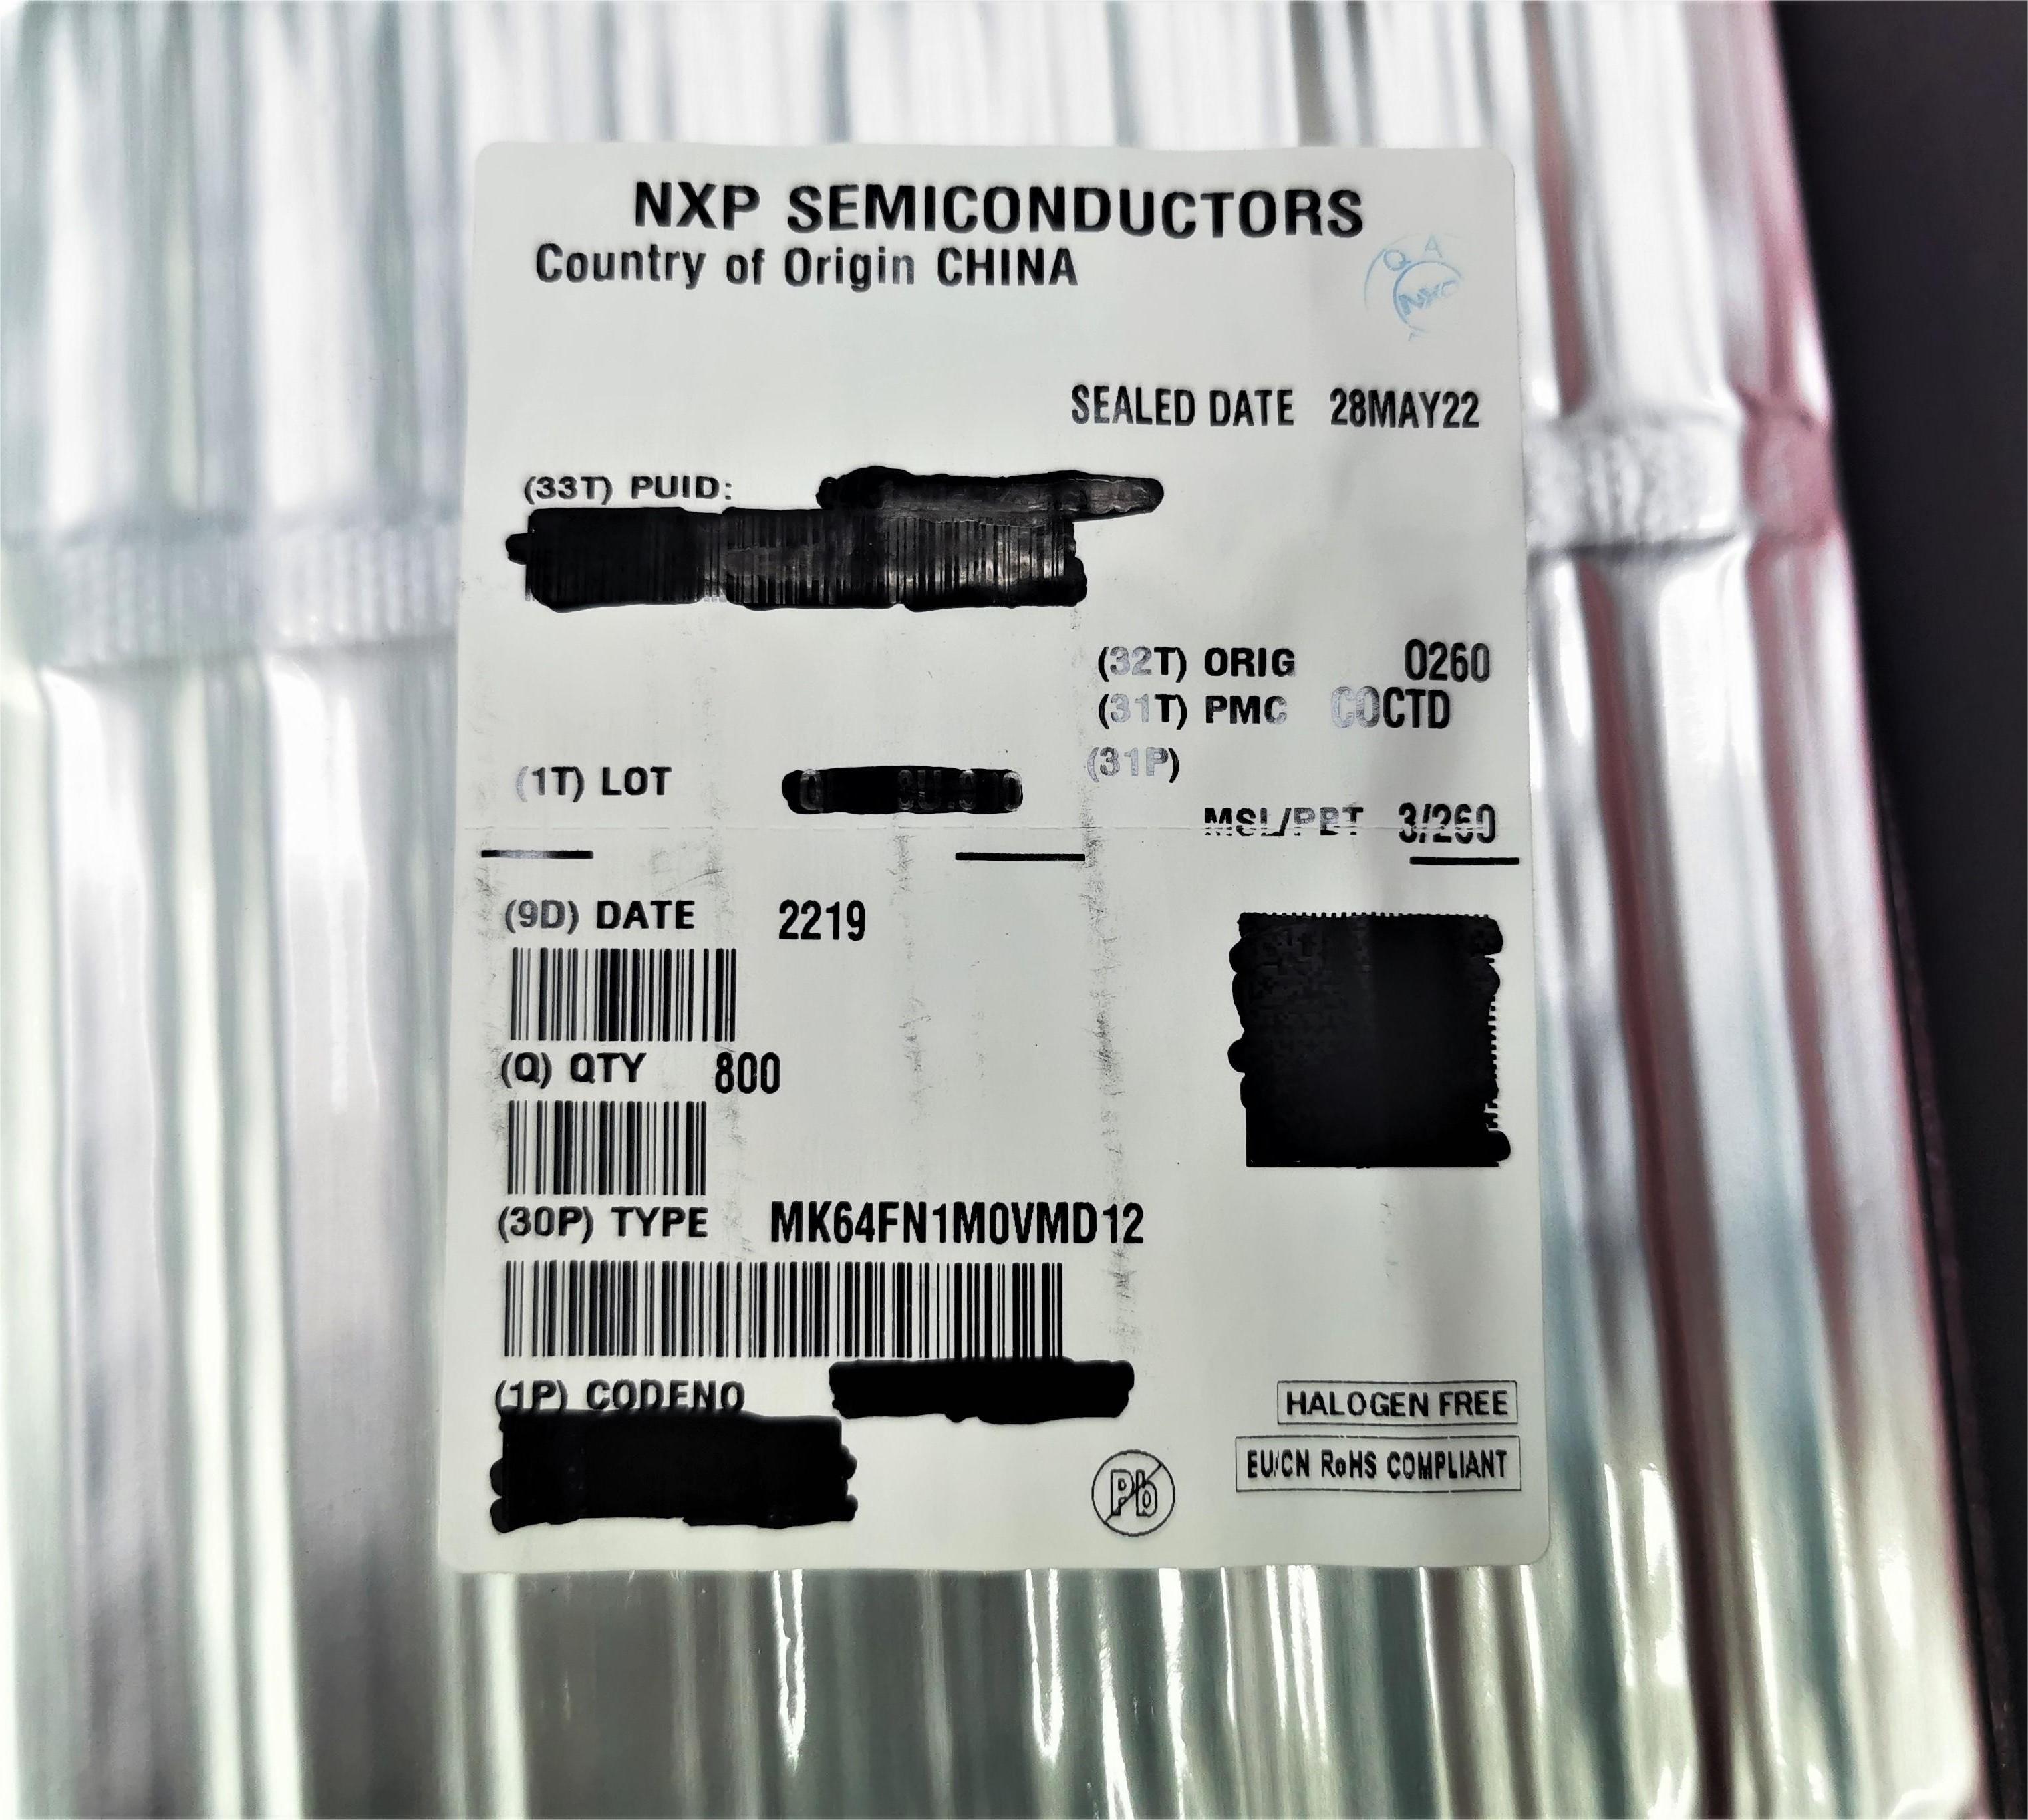 NXP SEMICONDUCTORS
Country of Origin CHINA
QA
SEALED DATE 28MAY22
(33T) PUID:
(32T) ORIG 0260
(31T) PMC COCTD
(31P)
(1T) LOT
MSL/PBT 3/260
(9D) DATE 2219
(Q) QTY 800
(30P) TYPE MK64FN1M0VMD12
(1P) CODENO
HALOGEN FREE
Pb
EU/CN RoHS COMPLIANT